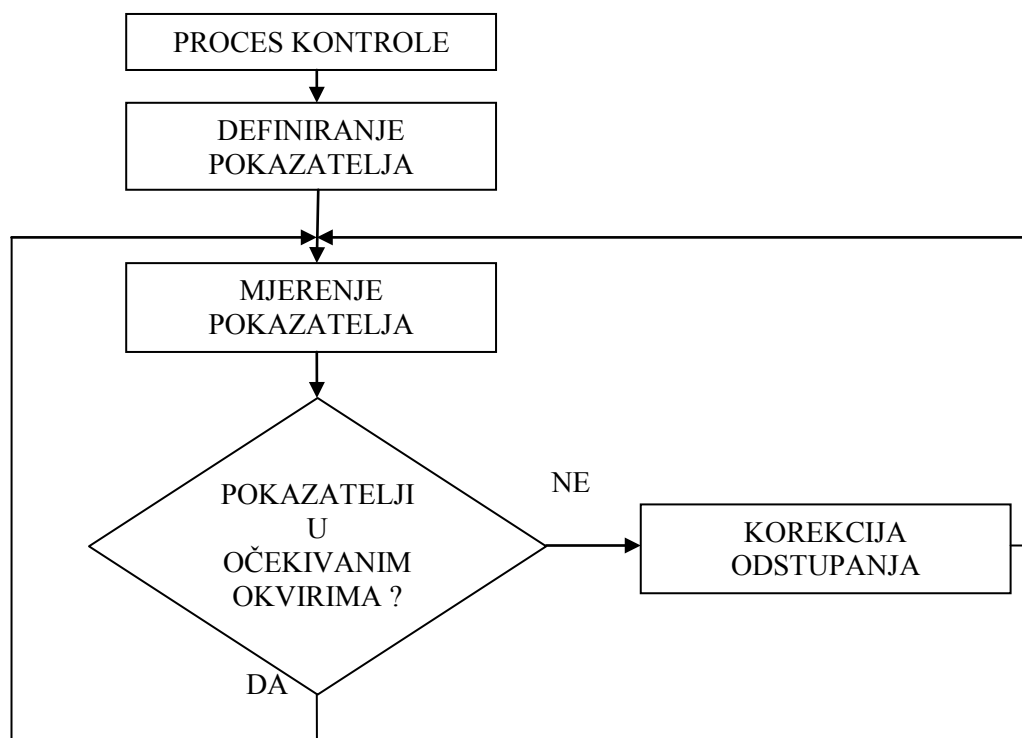 PROCES KONTROLE
DEFINIRANJE
POKAZATELJA
MJERENJE
POKAZATELJA
POKAZATELJI
U
OČEKIVANIM
OKVIRIMA ?
NE
KOREKCIJA
ODSTUPANJA
DA